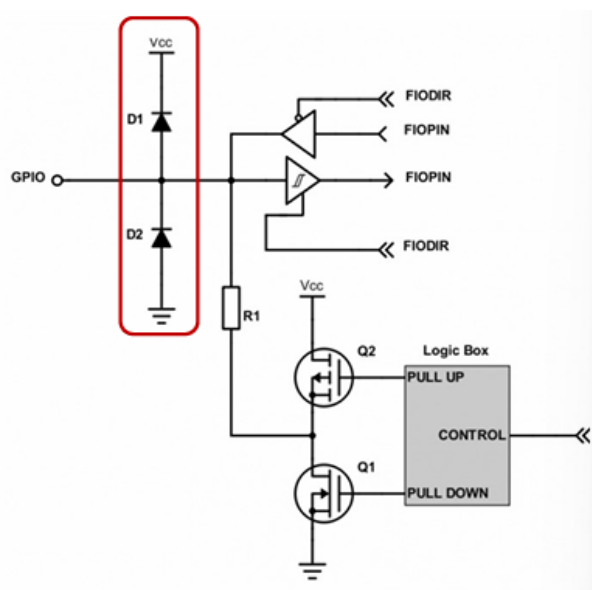 Vcc
D1
FIODIR
FIOPIN
GPIO
FIOPIN
D2
FIODIR
Vcc
R1
Q2
Logic Box
PULL UP
CONTROL
Q1
PULL DOWN